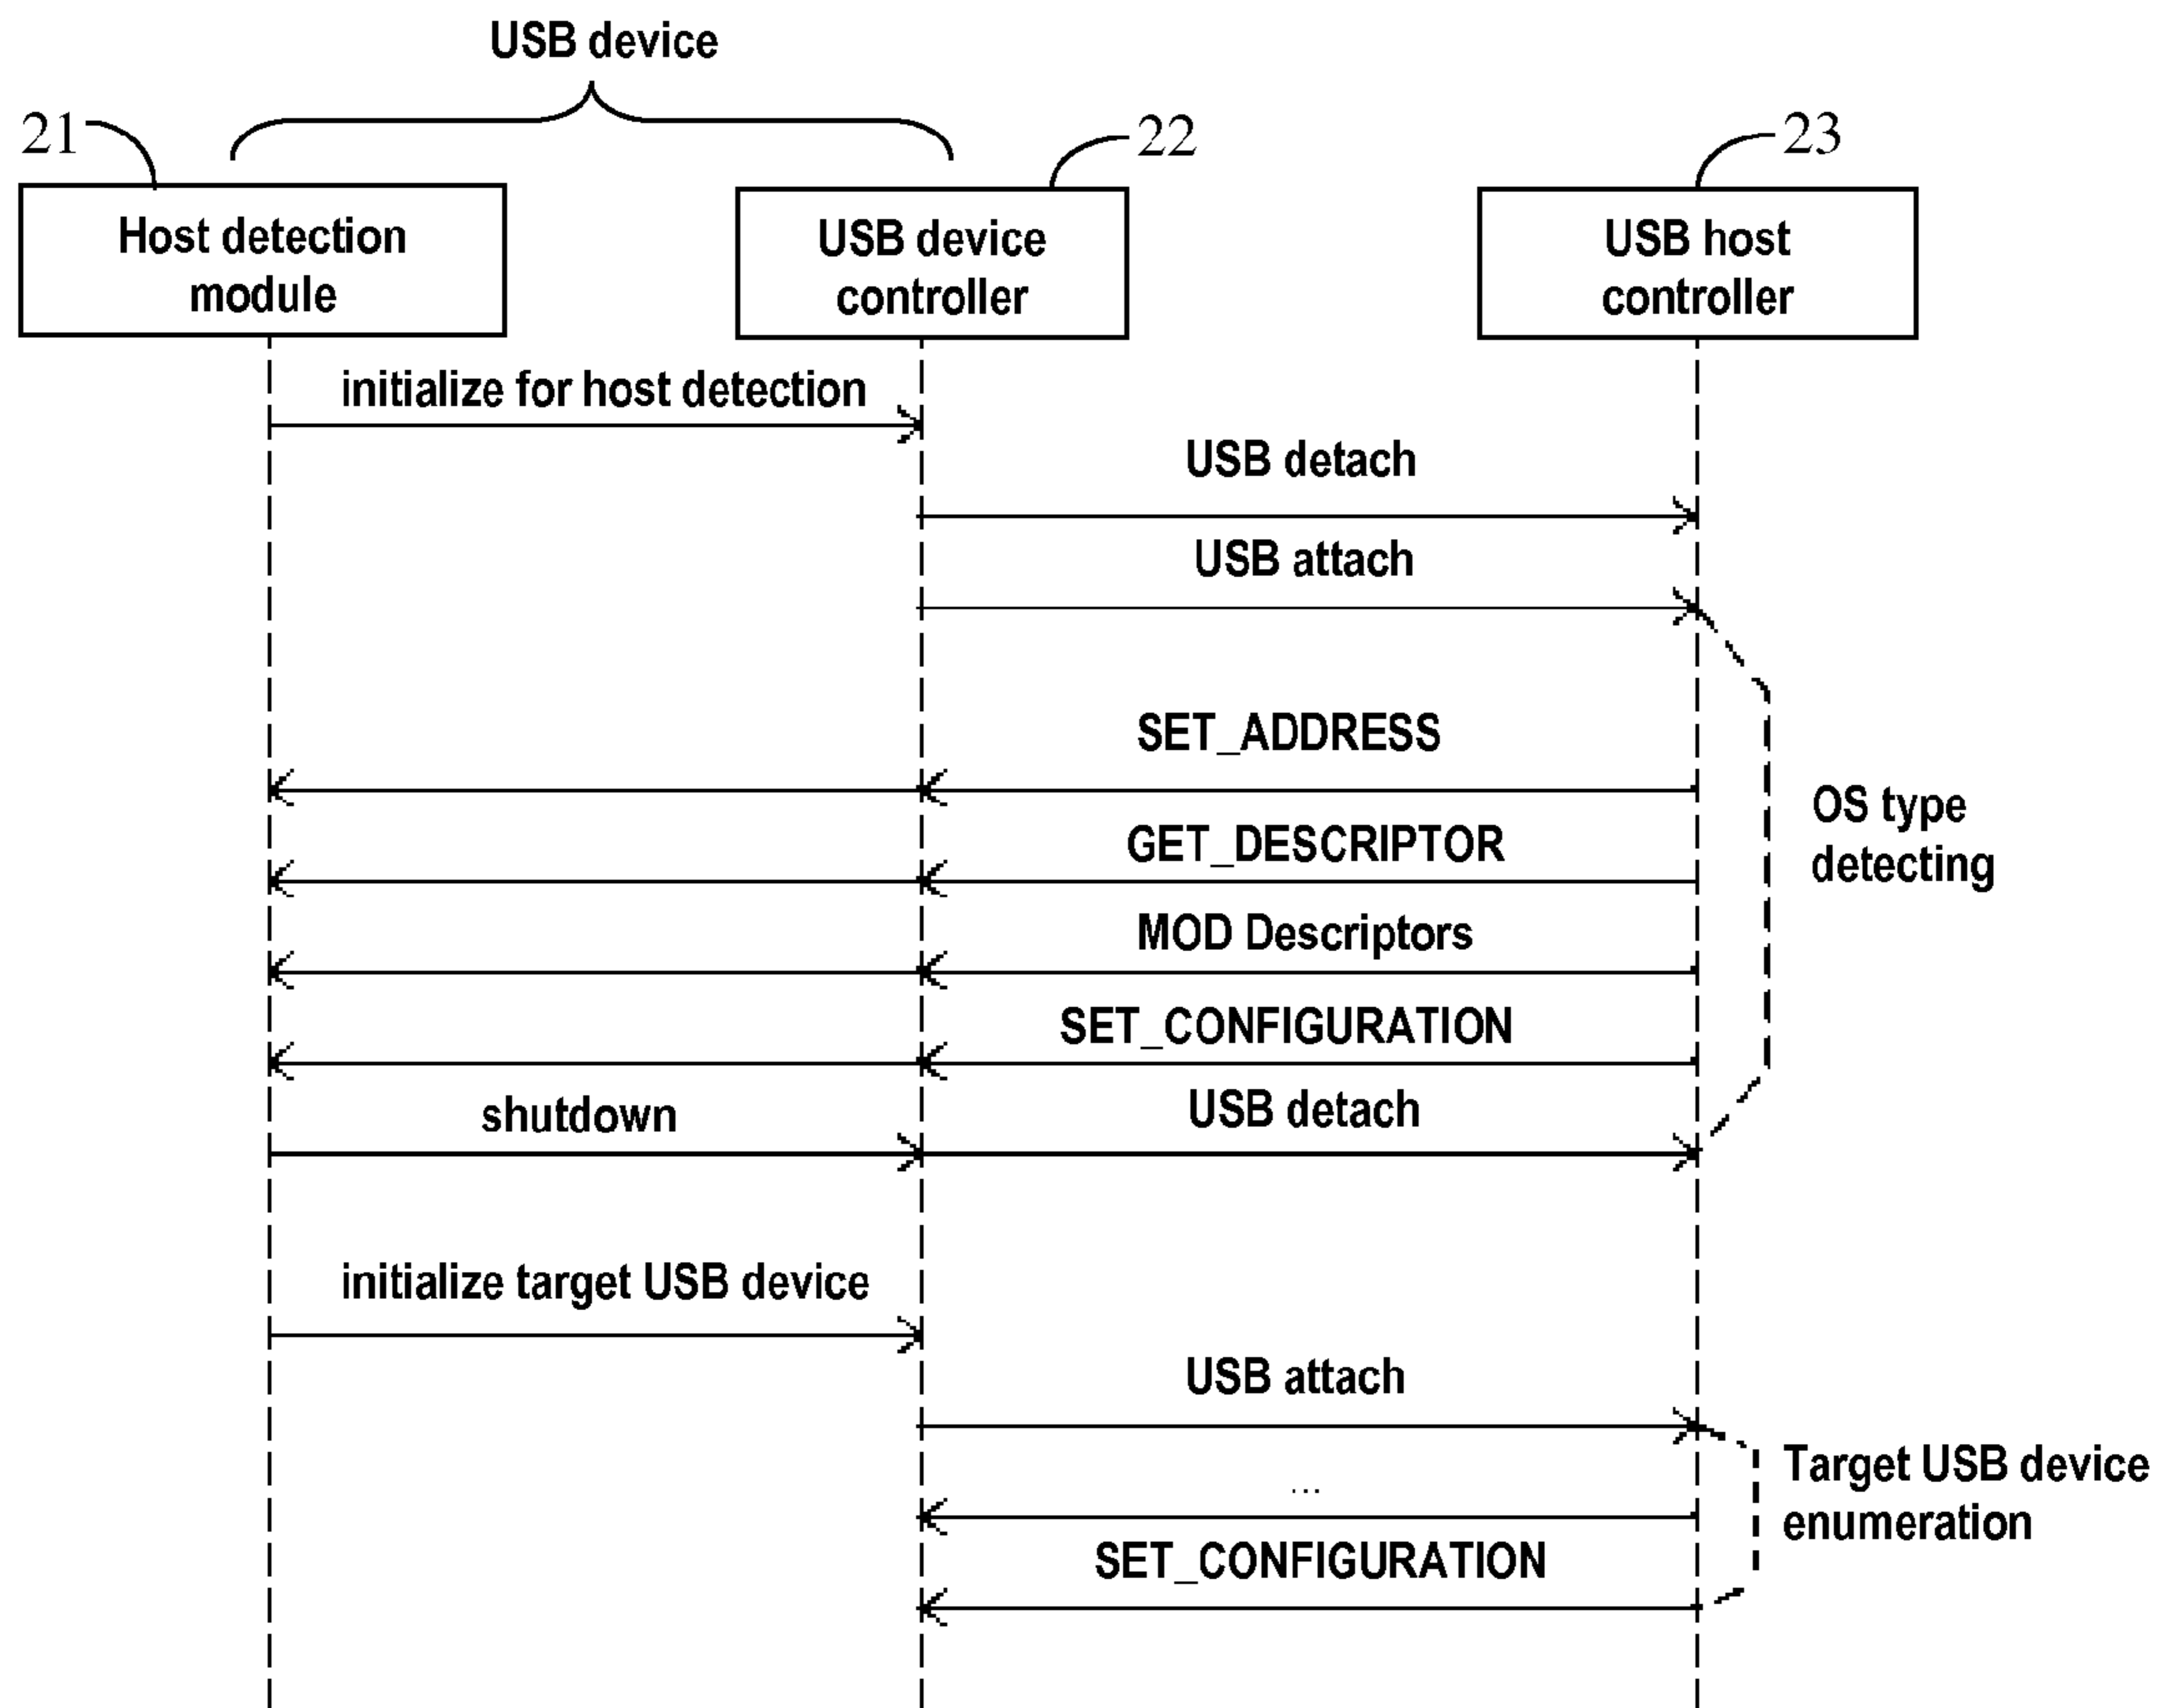 USB device
21
22
23
Host detection
module
USB device
controller
USB host
controller
initialize for host detection
USB detach
USB attach
SET_ADDRESS
OS type
detecting
GET_DESCRIPTOR
MOD Descriptors
SET_CONFIGURATION
shutdown
USB detach
initialize target USB device
USB attach
Target USB device
enumeration
...
SET_CONFIGURATION